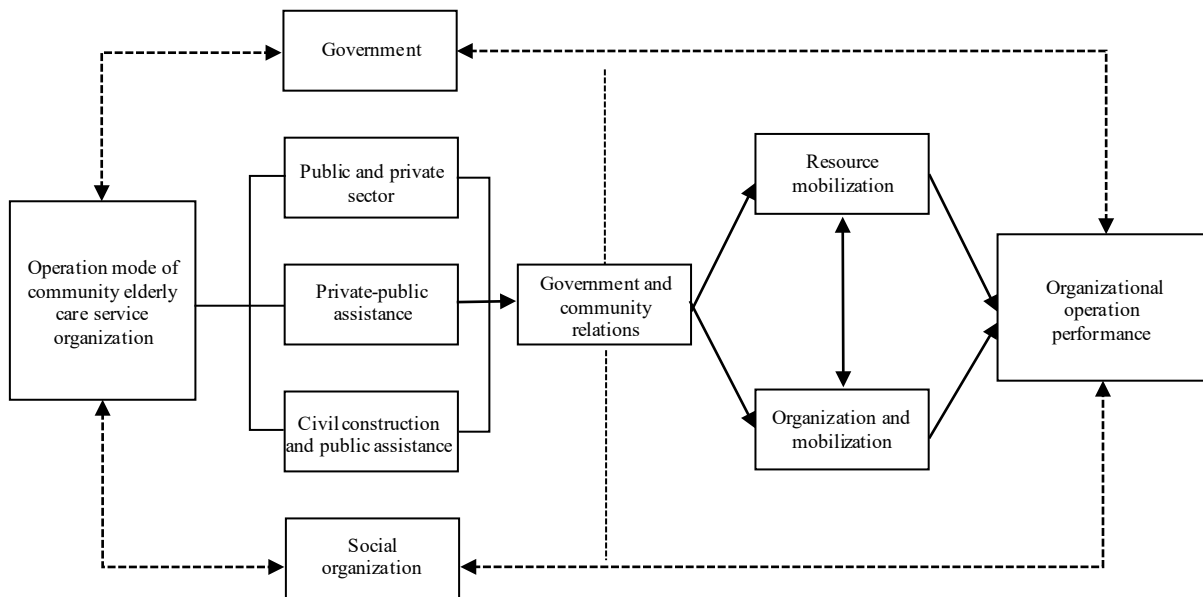 Government
Public and private
sector
Resource
mobilization
Operation mode of
community elderly
care service
organization
Private-public
assistance
Government and
community
relations
Organizational
operation
performance
Civil construction
and public assistance
Organization and
mobilization
Social
organization